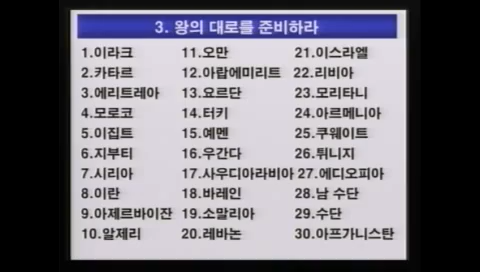 3. 왕의 대로를 준비하라
1.이라크
2.카타르
3.에리트레아
4.모로코
5.이집트
6.지부티
7.시리아
8.이란
9.아제르바이잔
10.알제리
11.오만
12.아랍에미리트
13.요르단
14.터키
15.예멘
16.우간다
17.사우디아라비아
18.바레인
19.소말리아
20.레바논
21.이스라엘
22.리비아
23.모리타니
24.아르메니아
25.쿠웨이트
26.튀니지
27.에디오피아
28.남 수단
29.수단
30.아프가니스탄